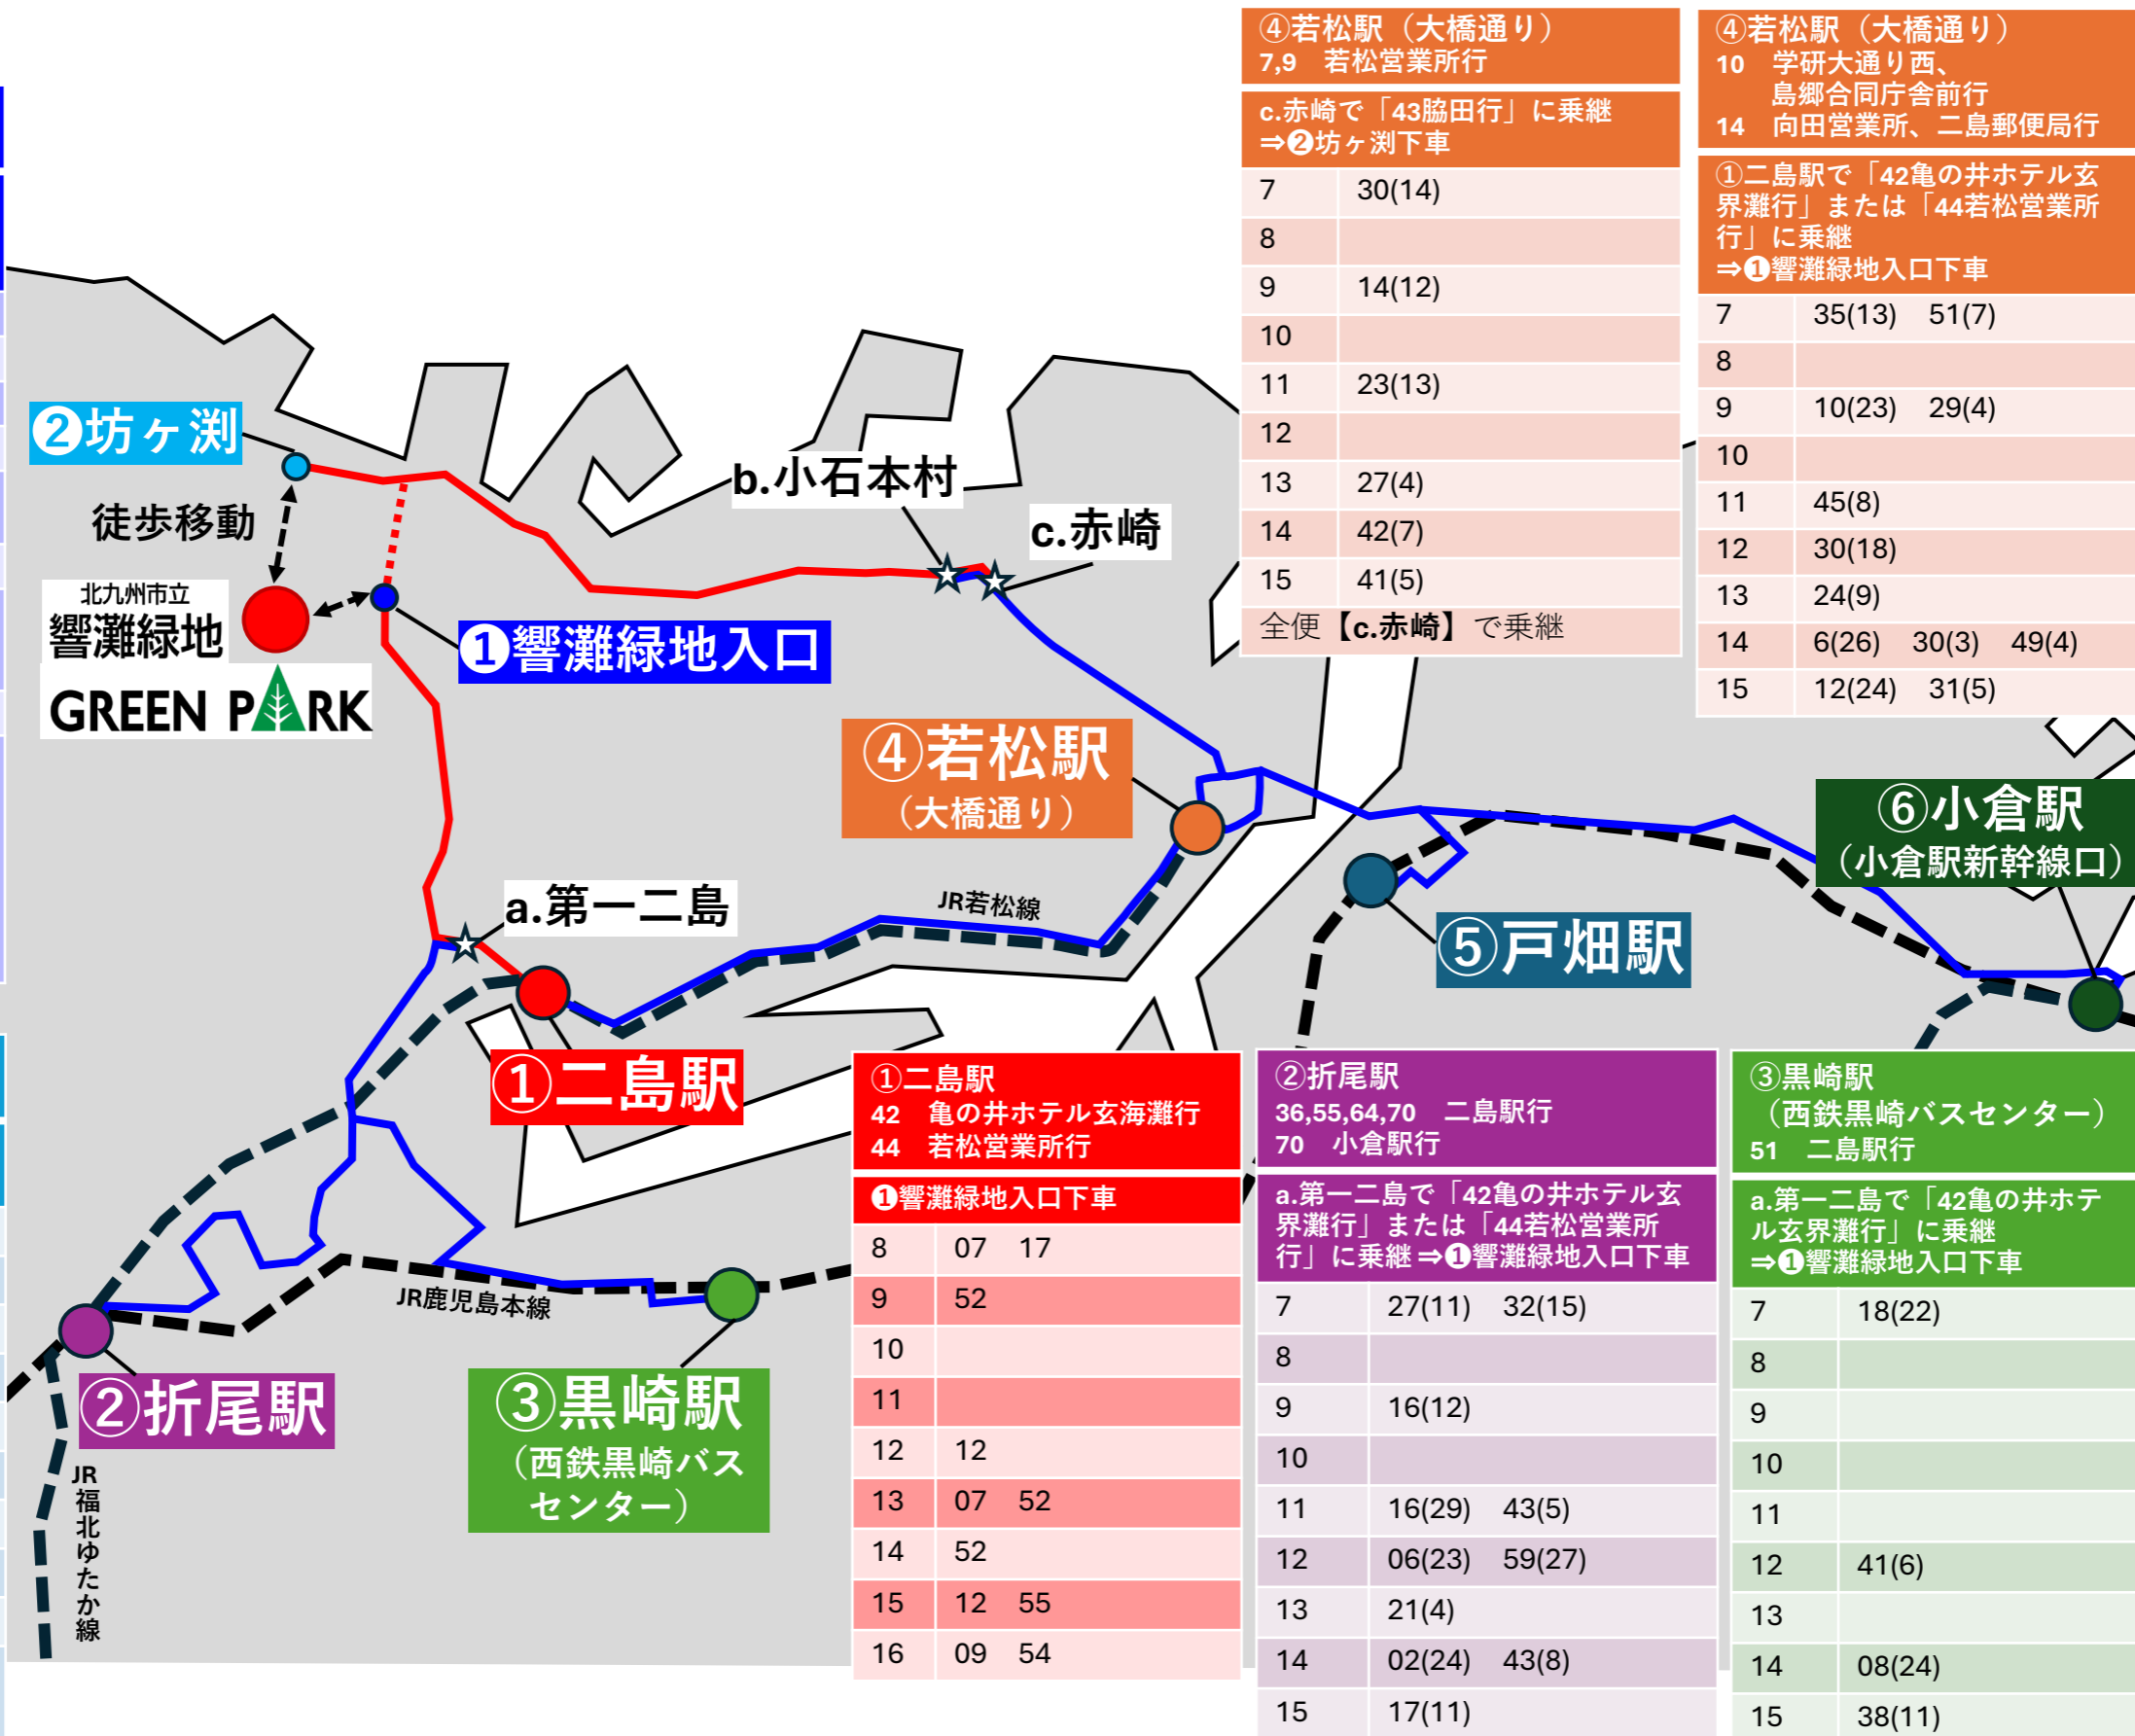 ④若松駅（大橋通り）
7,9　若松営業所行
c.赤崎で「43脇田行」に乗継
⇒❷坊ヶ渕下車
7　30(14)
8
9　14(12)
10
11　23(13)
12
13　27(4)
14　42(7)
15　41(5)
全便【c.赤崎】で乗継
④若松駅（大橋通り）
10　学研大通り西、
島郷合同庁舎前行
14　向田営業所、二島郵便局行
①二島駅で「42亀の井ホテル玄
界灘行」または「44若松営業所
行」に乗継
⇒❶響灘緑地入口下車
7　35(13)　51(7)
8
9　10(23)　29(4)
10
11　45(8)
12　30(18)
13　24(9)
14　6(26)　30(3)　49(4)
15　12(24)　31(5)
❷坊ヶ渕
徒歩移動
北九州市立
響灘緑地
GREEN PARK
❶響灘緑地入口
b.小石本村
c.赤崎
④若松駅
（大橋通り）
⑥小倉駅
（小倉駅新幹線口）
a.第一二島
JR若松線
⑤戸畑駅
①二島駅
JR鹿児島本線
②折尾駅
③黒崎駅
（西鉄黒崎バス
センター）
JR福北ゆたか線
①二島駅
42　亀の井ホテル玄海灘行
44　若松営業所行
❶響灘緑地入口下車
8　07　17
9　52
10
11
12　12
13　07　52
14　52
15　12　55
16　09　54
②折尾駅
36,55,64,70　二島駅行
70　小倉駅行
a.第一二島で「42亀の井ホテル玄
界灘行」または「44若松営業所
行」に乗継⇒❶響灘緑地入口下車
7　27(11)　32(15)
8
9　16(12)
10
11　16(29)　43(5)
12　06(23)　59(27)
13　21(4)
14　02(24)　43(8)
15　17(11)
③黒崎駅
（西鉄黒崎バスセンター）
51　二島駅行
a.第一二島で「42亀の井ホテ
ル玄界灘行」に乗継
⇒❶響灘緑地入口下車
7　18(22)
8
9
10
11
12　41(6)
13
14　08(24)
15　38(11)